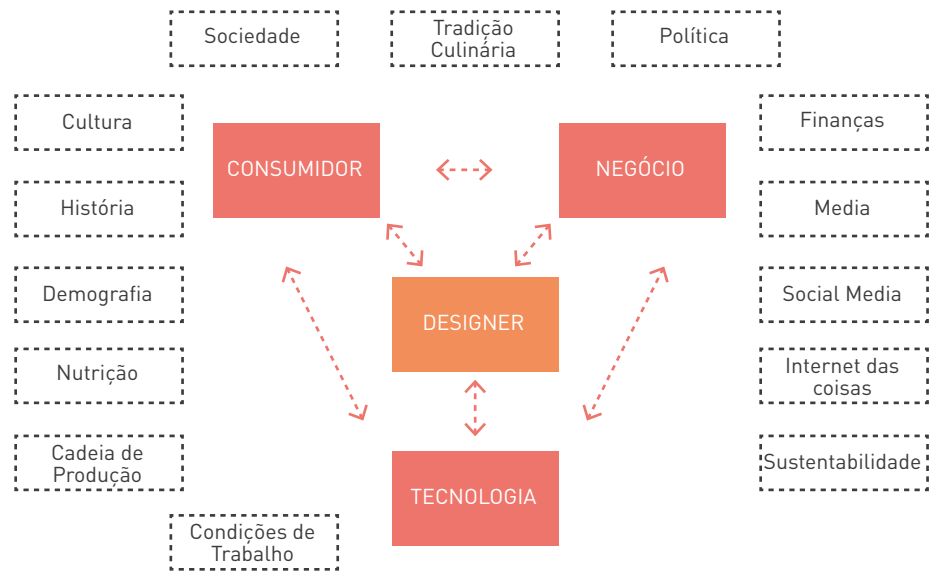 Sociedade
Tradição
Culinária
Política
Cultura
Finanças
CONSUMIDOR
NEGÓCIO
História
Media
Demografia
Social Media
DESIGNER
Nutrição
Internet das
coisas
Cadeia de
Produção
Sustentabilidade
TECNOLOGIA
Condições de
Trabalho